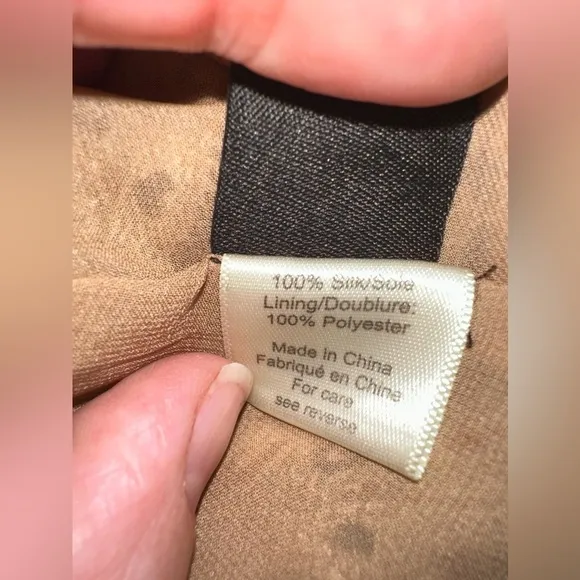 100% Silk/Soie
Lining/Doublure:
100% Polyester
Made in China
Fabriqué en Chine
For care
see reverse